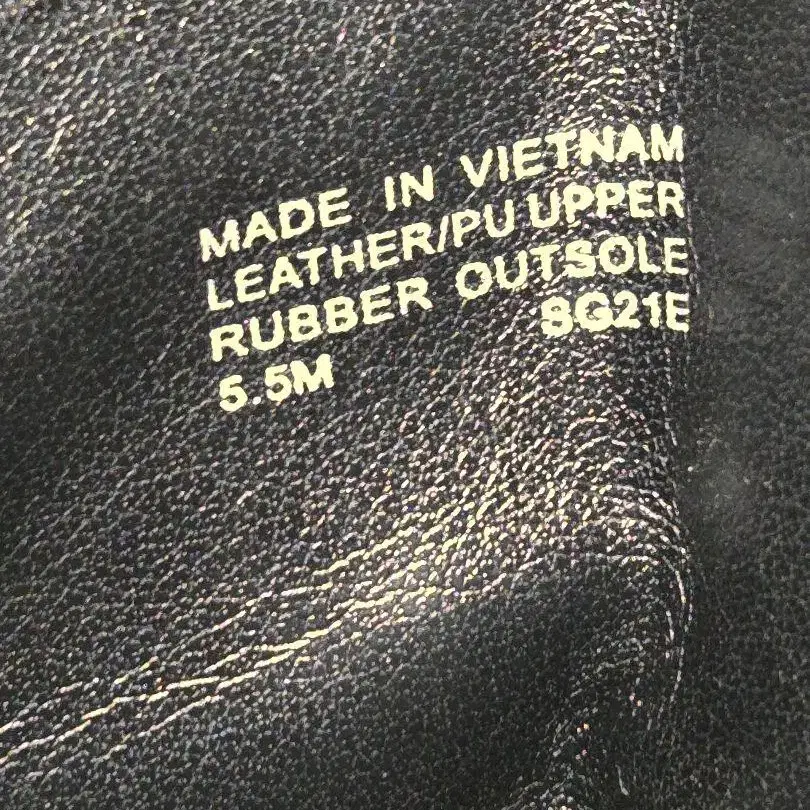 MADE IN VIETNAM
LEATHER/PU UPPER
RUBBER OUTSOLE
SG21E
5.5M